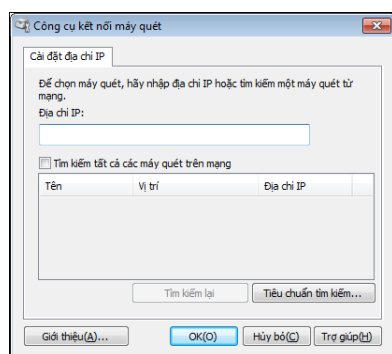 Công cụ kết nối máy quét
Cài đặt địa chỉ IP
Để chọn máy quét, hãy nhập địa chỉ IP hoặc tìm kiếm một máy quét từ
mạng.
Địa chỉ IP:
Tìm kiếm tất cả các máy quét trên mạng
Tên Vị trí Địa chỉ IP
Tìm kiếm lại Tiêu chuẩn tìm kiếm...
Giới thiệu(A)... OK(O) Hủy bỏ(C) Trợ giúp(H)